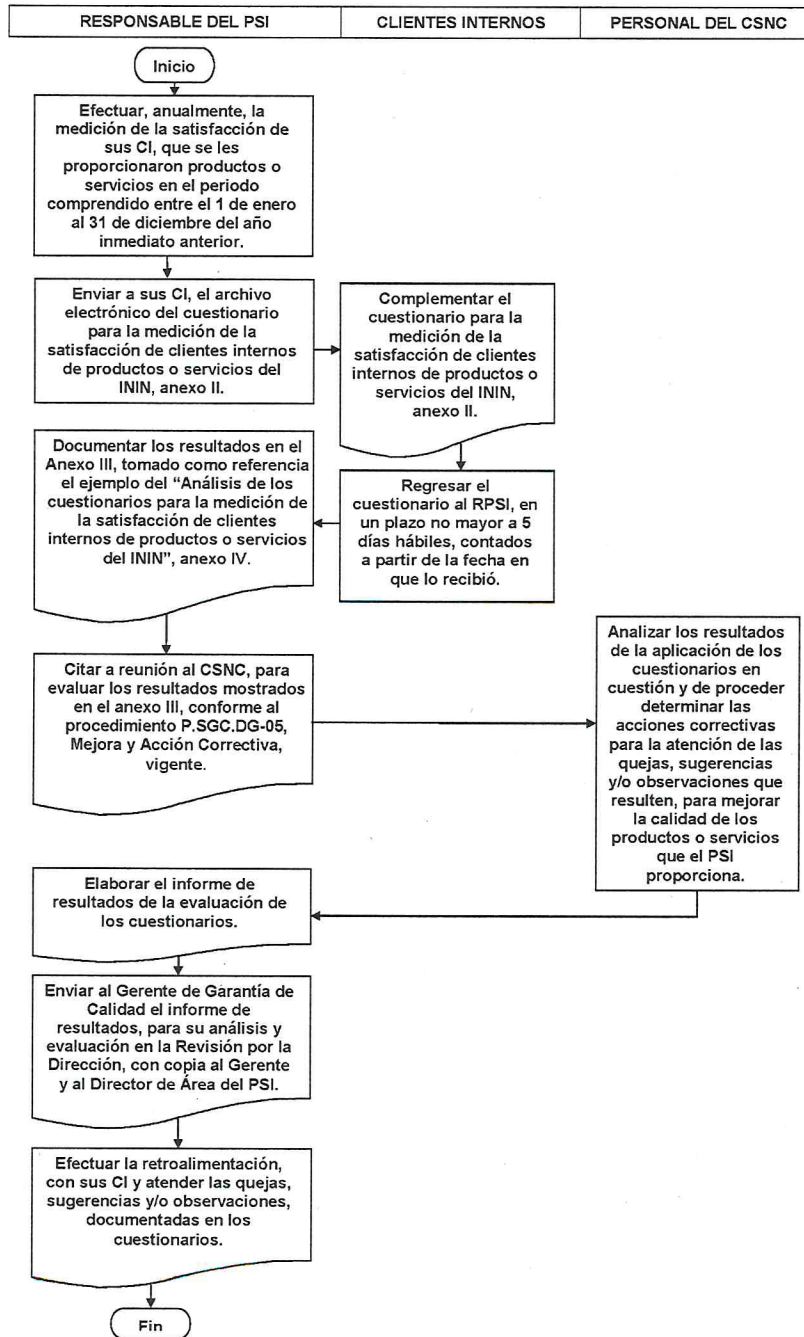 RESPONSABLE DEL PSI
CLIENTES INTERNOS
PERSONAL DEL CSNC
Inicio
Efectuar, anualmente, la
medición de la satisfacción de
sus CI, que se les
proporcionaron productos o
servicios en el periodo
comprendido entre el 1 de enero
al 31 de diciembre del año
inmediato anterior.
Enviar a sus CI, el archivo
electrónico del cuestionario
para la medición de la
satisfacción de clientes internos
de productos o servicios del
ININ, anexo II.
Complementar el
cuestionario para la
medición de la
satisfacción de clientes
internos de productos o
servicios del ININ,
anexo II.
Regresar el
cuestionario al RPSI, en
un plazo no mayor a 5
días hábiles, contados
a partir de la fecha en
que lo recibió.
Documentar los resultados en el
Anexo III, tomado como referencia
el ejemplo del “Análisis de los
cuestionarios para la medición de
la satisfacción de clientes
internos de productos o servicios
del ININ”, anexo IV.
Citar a reunión al CSNC, para
evaluar los resultados mostrados
en el anexo III, conforme al
procedimiento P.SGC.DG-05,
Mejora y Acción Correctiva,
vigente.
Analizar los resultados
de la aplicación de los
cuestionarios en
cuestión y de proceder
determinar las
acciones correctivas
para la atención de las
quejas, sugerencias
y/o observaciones que
resulten, para mejorar
la calidad de los
productos o servicios
que el PSI
proporciona.
Elaborar el informe de
resultados de la evaluación de
los cuestionarios.
Enviar al Gerente de Garantía de
Calidad el informe de
resultados, para su análisis y
evaluación en la Revisión por la
Dirección, con copia al Gerente
y al Director de Área del PSI.
Efectuar la retroalimentación,
con sus CI y atender las quejas,
sugerencias y/o observaciones,
documentadas en los
cuestionarios.
Fin